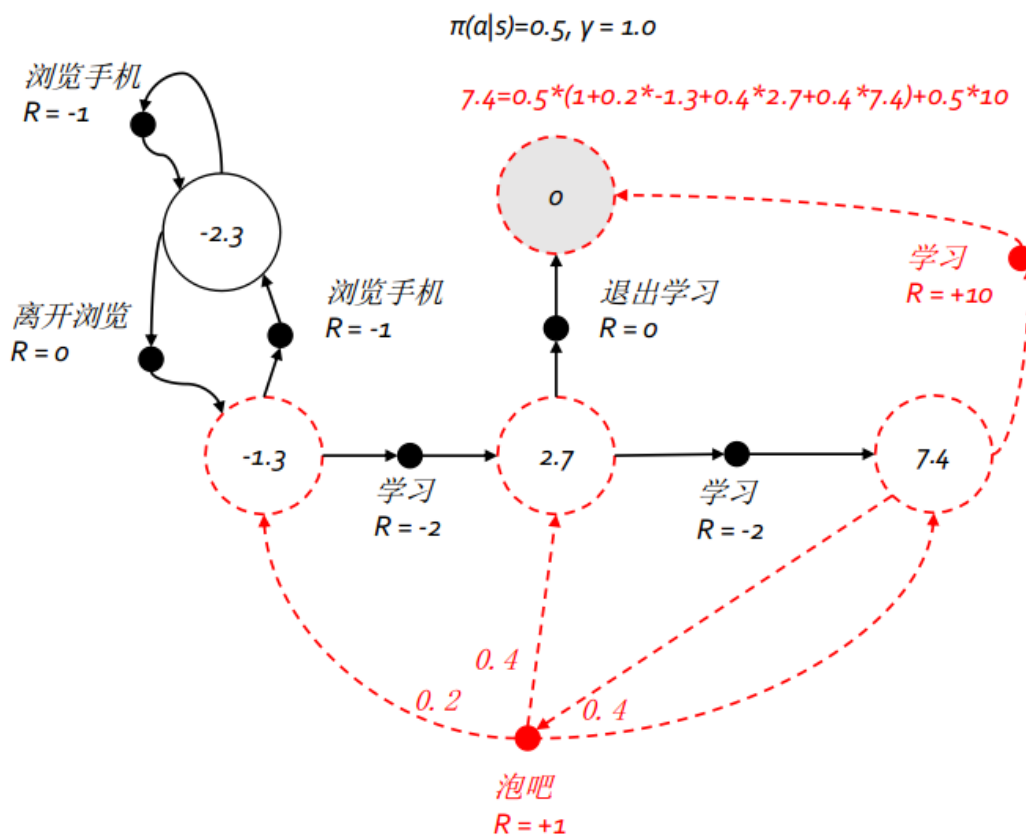 π(a|s)=0.5, γ = 1.0
浏览手机
R = -1
7.4=0.5*(1+0.2*-1.3+0.4*2.7+0.4*7.4)+0.5*10
0
-2.3
学习
R = +10
离开浏览
R = 0
浏览手机
R = -1
退出学习
R = 0
-1.3
2.7
7.4
学习
R = -2
学习
R = -2
0.4
0.2
0.4
泡吧
R = +1